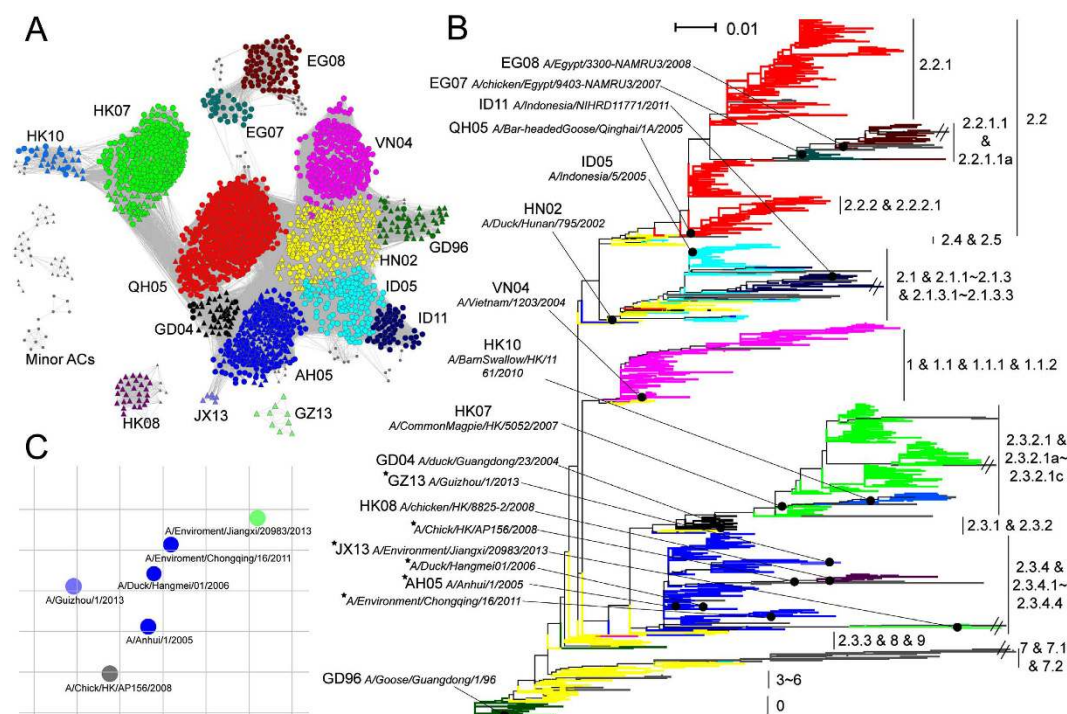 A
EG08
EG07
HK07
HK10
VN04
GD96
HN02
QH05
ID05
GD04
ID11
AH05
Minor ACs
HK08
JX13
GZ13
B
0.01
EG08 A/Egypt/3300-NAMRU3/2008
EG07 A/chicken/Egypt/9403-NAMRU3/2007
ID11 A/Indonesia/NIHRD11771/2011
QH05 A/Bar-headedGoose/Qinghai/1A/2005
ID05
A/Indonesia/5/2005
HN02
A/Duck/Hunan/795/2002
VN04
A/Vietnam/1203/2004
HK10
A/BarnSwallow/HK/11
61/2010
HK07
A/CommonMagpie/HK/5052/2007
GD04 A/duck/Guangdong/23/2004
*GZ13 A/Guizhou/1/2013
HK08 A/chicken/HK/8825-2/2008
*A/Chick/HK/AP156/2008
*JX13 A/Environment/Jiangxi/20983/2013
*A/Duck/Hangmei/01/2006
*AH05 A/Anhui/1/2005
*A/Environment/Chongqing/16/2011
GD96 A/Goose/Guangdong/1/96
2.2.1
2.2
2.2.1.1
&
2.2.1.1a
2.2.2 & 2.2.2.1
2.4 & 2.5
2.1 & 2.1.1~2.1.3
& 2.1.3.1~2.1.3.3
1 & 1.1 & 1.1.1 & 1.1.2
2.3.2.1 &
2.3.2.1a~
2.3.2.1c
2.3.1 & 2.3.2
2.3.4 &
2.3.4.1~
2.3.4.4
2.3.3 & 8 & 9
7 & 7.1
& 7.2
3~6
0
C
A/Enviroment/Jiangxi/20983/2013
A/Enviroment/Chongqing/16/2011
A/Duck/Hangmei01/2006
A/Guizhou/1/2013
A/Anhui/1/2005
A/Chick/HK/AP156/2008